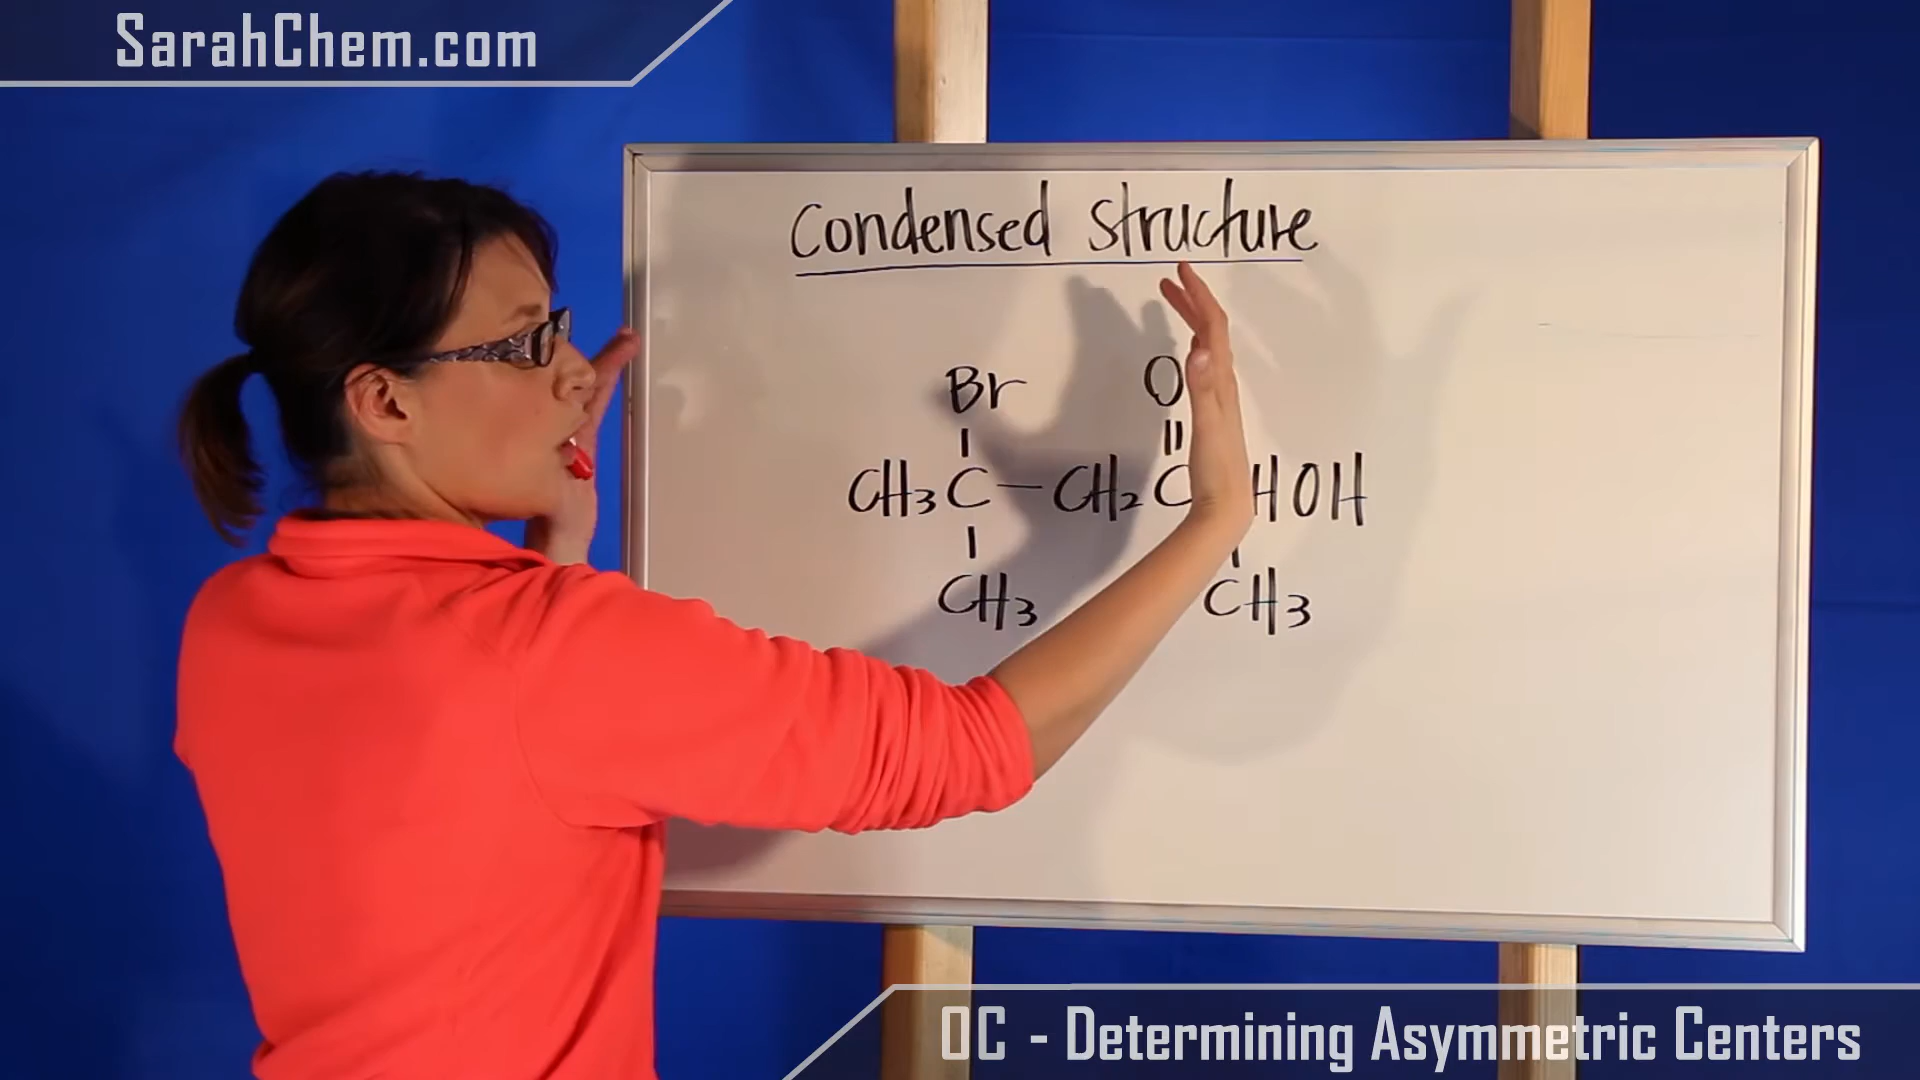 SarahChem.com
Condensed Structure
Br O
CH₃C—CH₂C HOH
CH₃ CH₃
OC - Determining Asymmetric Centers